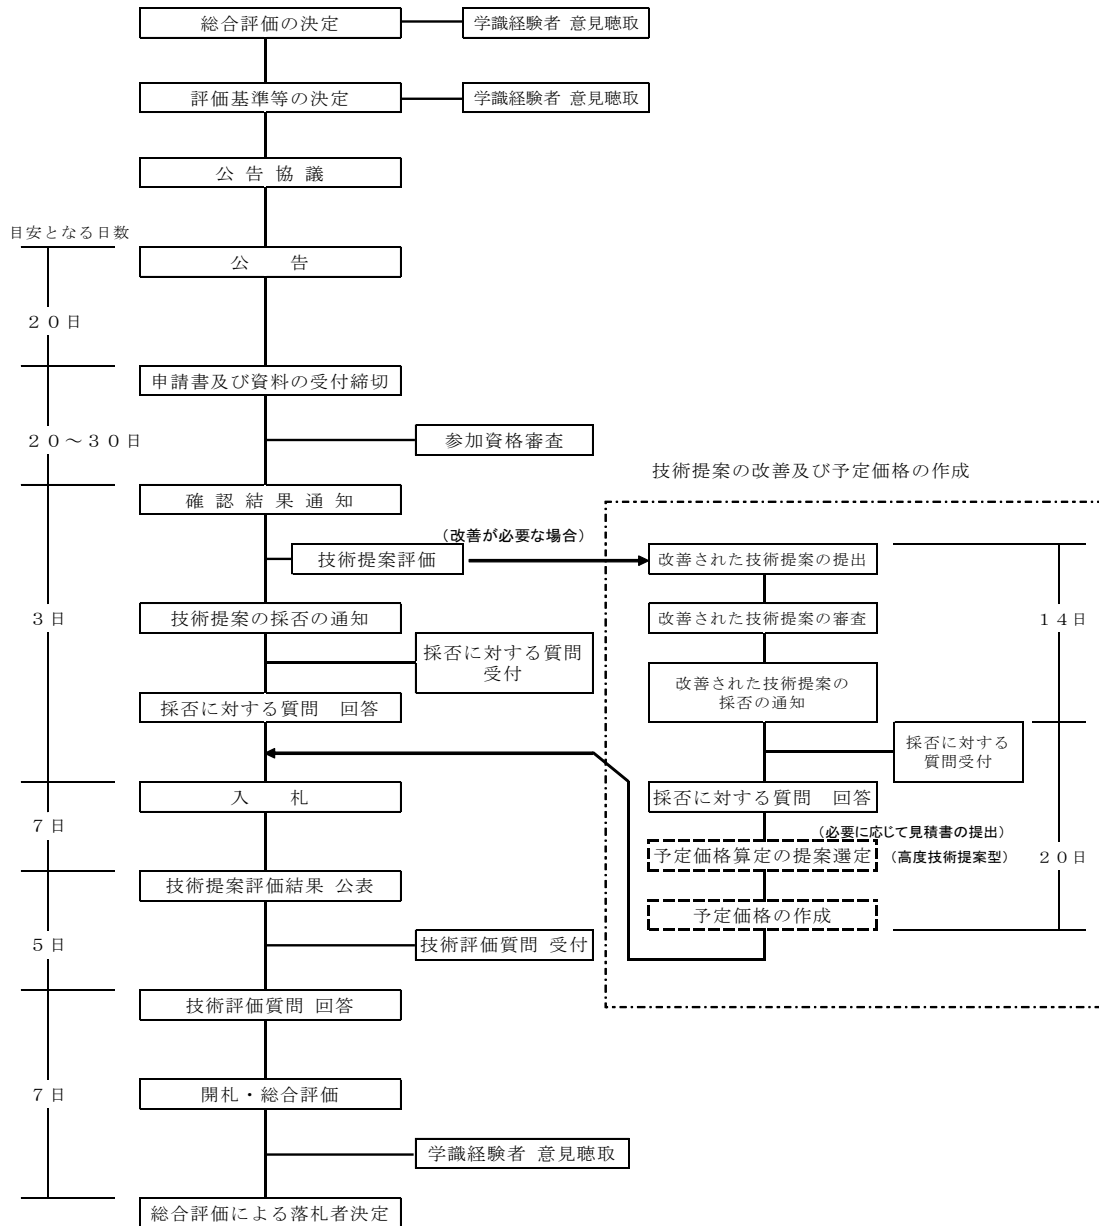 総合評価の決定
学識経験者 意見聴取
評価基準等の決定
学識経験者 意見聴取
公 告 協 議
目安となる日数
公　　告
２０日
申請書及び資料の受付締切
２０～３０日
参加資格審査
技術提案の改善及び予定価格の作成
確 認 結 果 通 知
（改善が必要な場合）
技術提案評価
改善された技術提案の提出
３日
技術提案の採否の通知
改善された技術提案の審査
１４日
採否に対する質問
受付
改善された技術提案の
採否の通知
採否に対する質問　回答
採否に対する
質問受付
入　　札
採否に対する質問　回答
７日
（必要に応じて見積書の提出）
予定価格算定の提案選定
（高度技術提案型）
２０日
技術提案評価結果 公表
予定価格の作成
５日
技術評価質問 受付
技術評価質問 回答
７日
開札・総合評価
学識経験者 意見聴取
総合評価による落札者決定